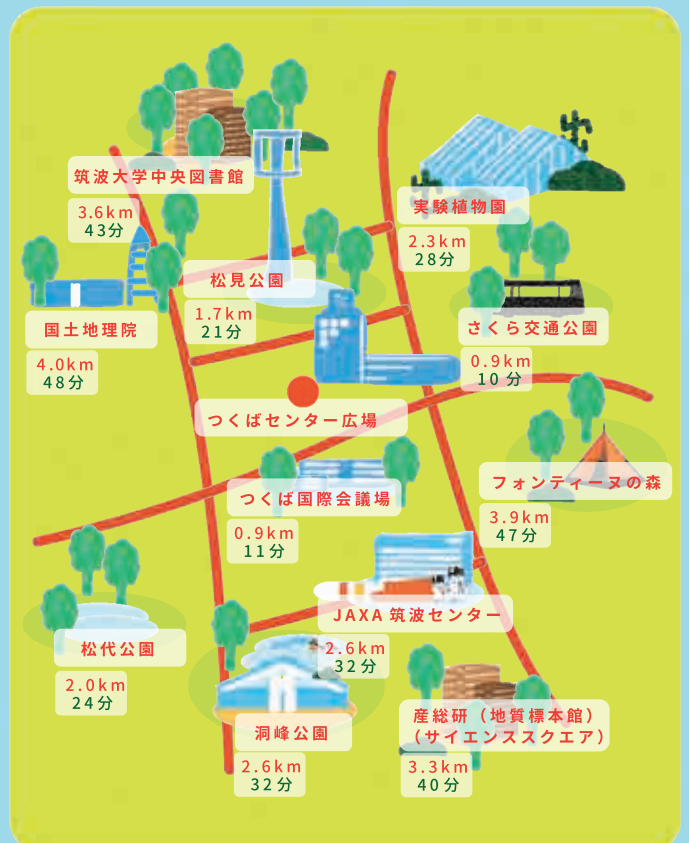 筑波大学中央図書館
3.6km
43分
実験植物園
2.3km
28分
松見公園
1.7km
21分
国土地理院
4.0km
48分
さくら交通公園
0.9km
10分
つくばセンター広場
フォンティーヌの森
3.9km
47分
つくば国際会議場
0.9km
11分
JAXA 筑波センター
2.6km
32分
松代公園
2.0km
24分
洞峰公園
2.6km
32分
産総研（地質標本館）
（サイエンススクエア）
3.3km
40分